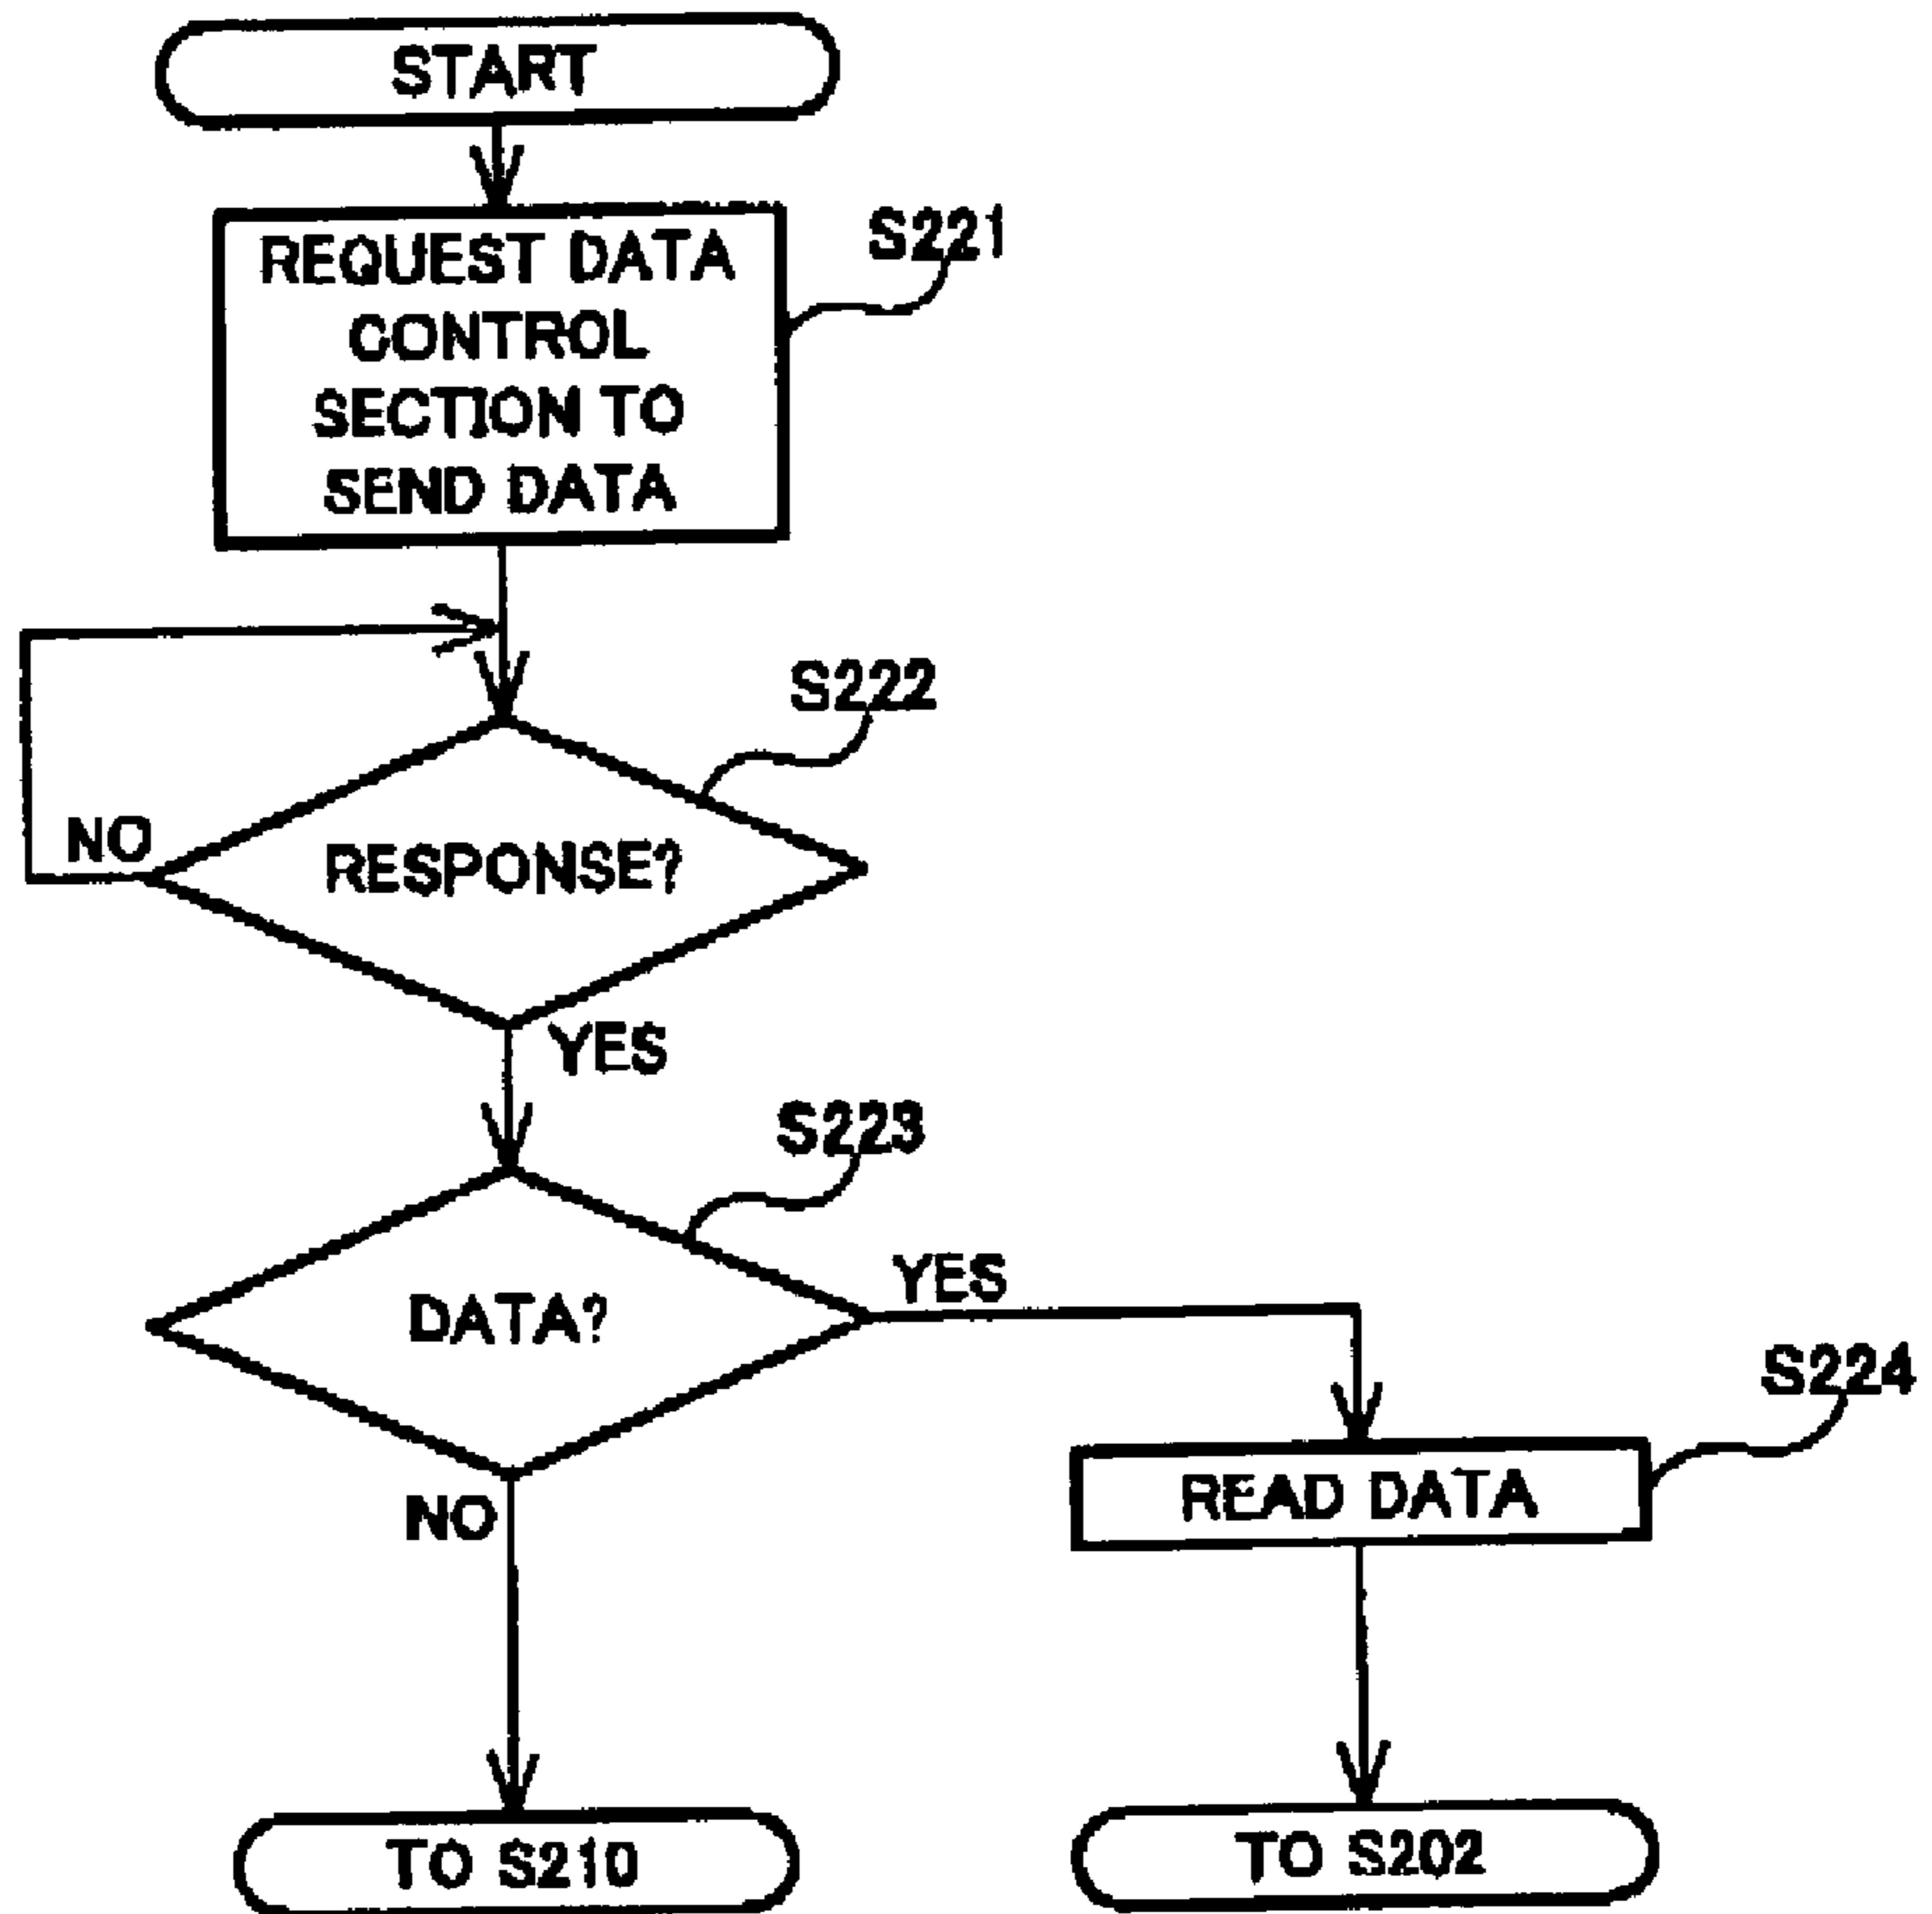 START
REQUEST DATA
CONTROL
SECTION TO
SEND DATA
S221
S222
NO
RESPONSE?
YES
S223
DATA?
YES
S224
READ DATA
NO
TO S210
TO S202